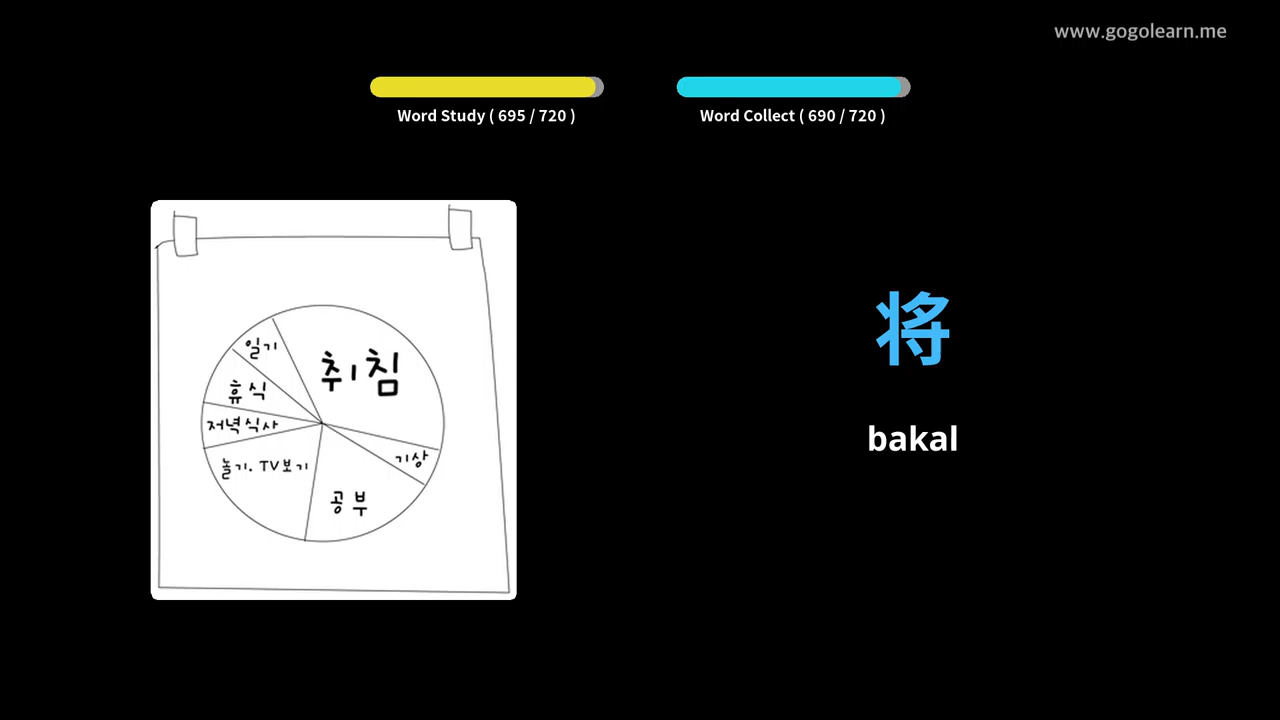 www.gogolearn.me
Word Study ( 695 / 720 )
Word Collect ( 690 / 720 )
일기
취침
휴식
저녁식사
놀기. TV보기
기상
공부
将
bakal